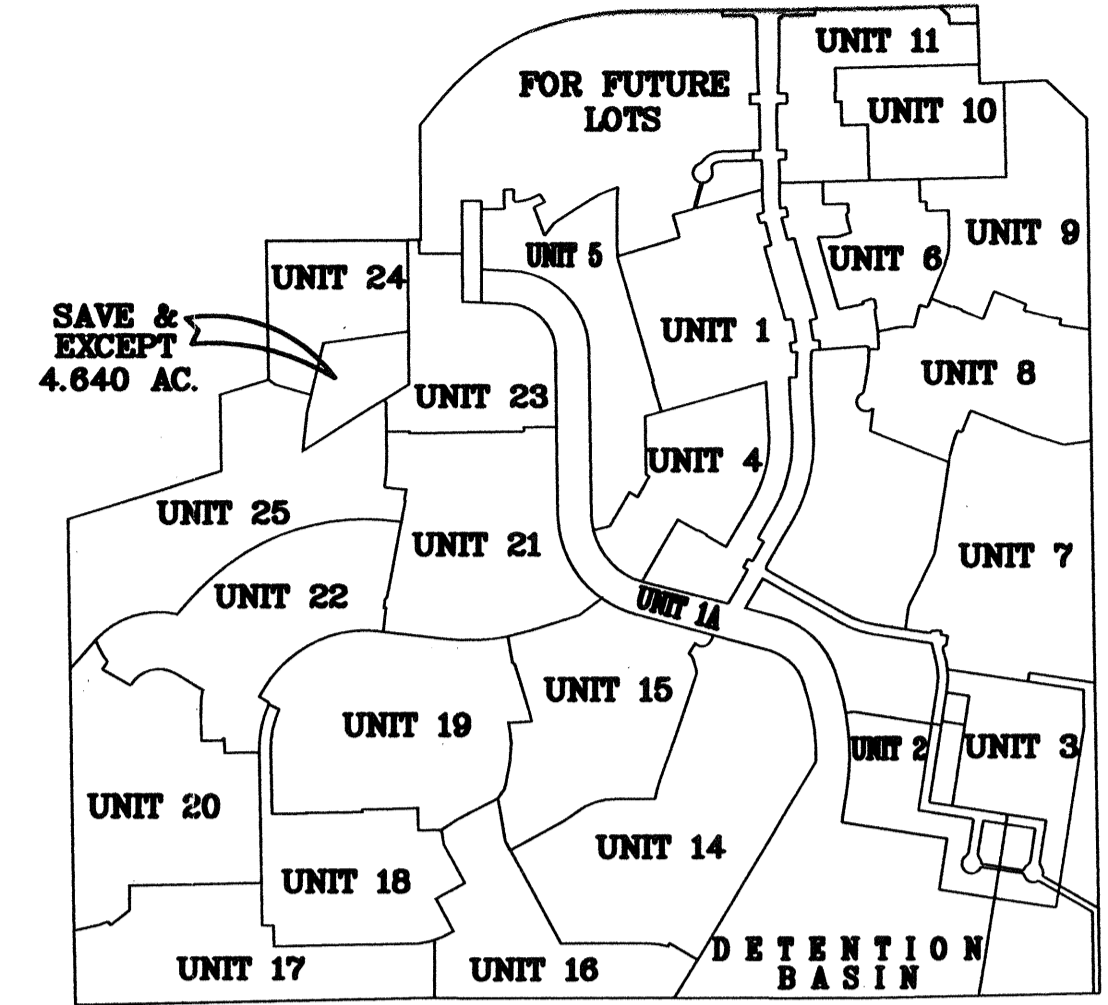 UNIT 11
FOR FUTURE
LOTS
UNIT 10
UNIT 9
UNIT 5
UNIT 6
UNIT 24
SAVE &
EXCEPT
4.640 AC.
UNIT 1
UNIT 8
UNIT 23
UNIT 4
UNIT 25
UNIT 21
UNIT 7
UNIT 22
UNIT 1A
UNIT 15
UNIT 19
UNIT 2
UNIT 3
UNIT 20
UNIT 14
UNIT 18
DETENTION
BASIN
UNIT 17
UNIT 16